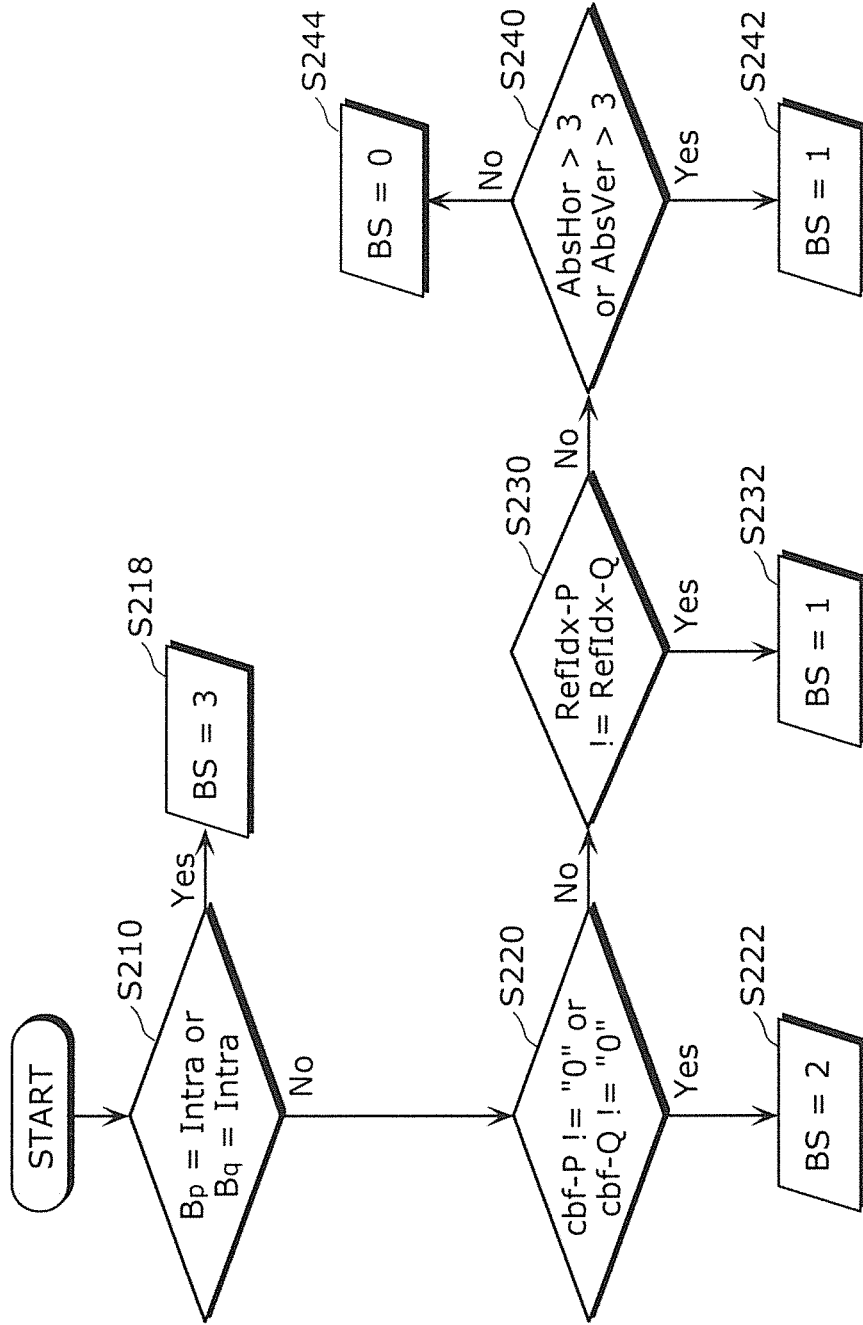 START
S210
Bp = Intra or
Bq = Intra
Yes
S218
BS = 3
No
S220
cbf-P != "0" or
cbf-Q != "0"
Yes
S222
BS = 2
No
S230
RefIdx-P
!= RefIdx-Q
Yes
S232
BS = 1
No
S240
AbsHor > 3
or AbsVer > 3
No
S244
BS = 0
Yes
S242
BS = 1